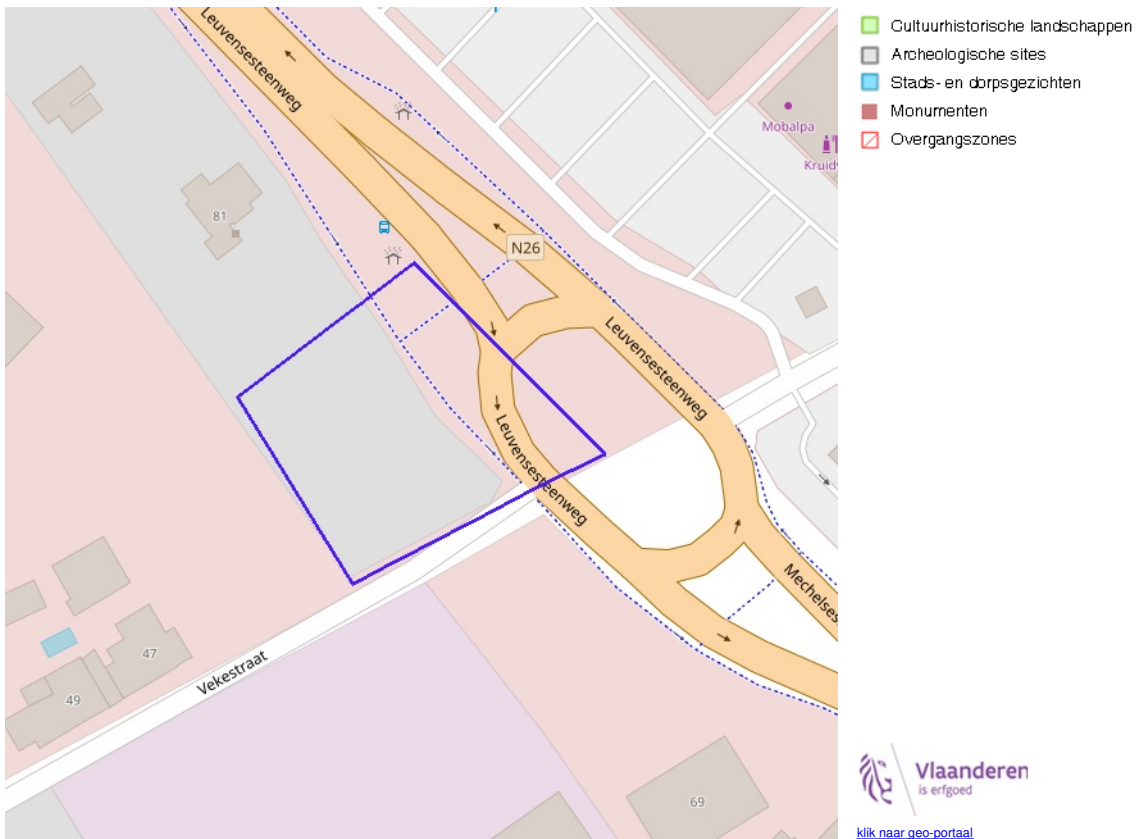 Leuvensesteenweg
Mobalpa
Kruidv
81
N26
Leuvensesteenweg
Leuvensesteenweg
Mechelses
Vekestraat
47
49
69
Cultuurhistorische landschappen
Archeologische sites
Stads- en dorpsgezichten
Monumenten
Overgangszones
Vlaanderen
is erfgoed
klik naar geo-portaal